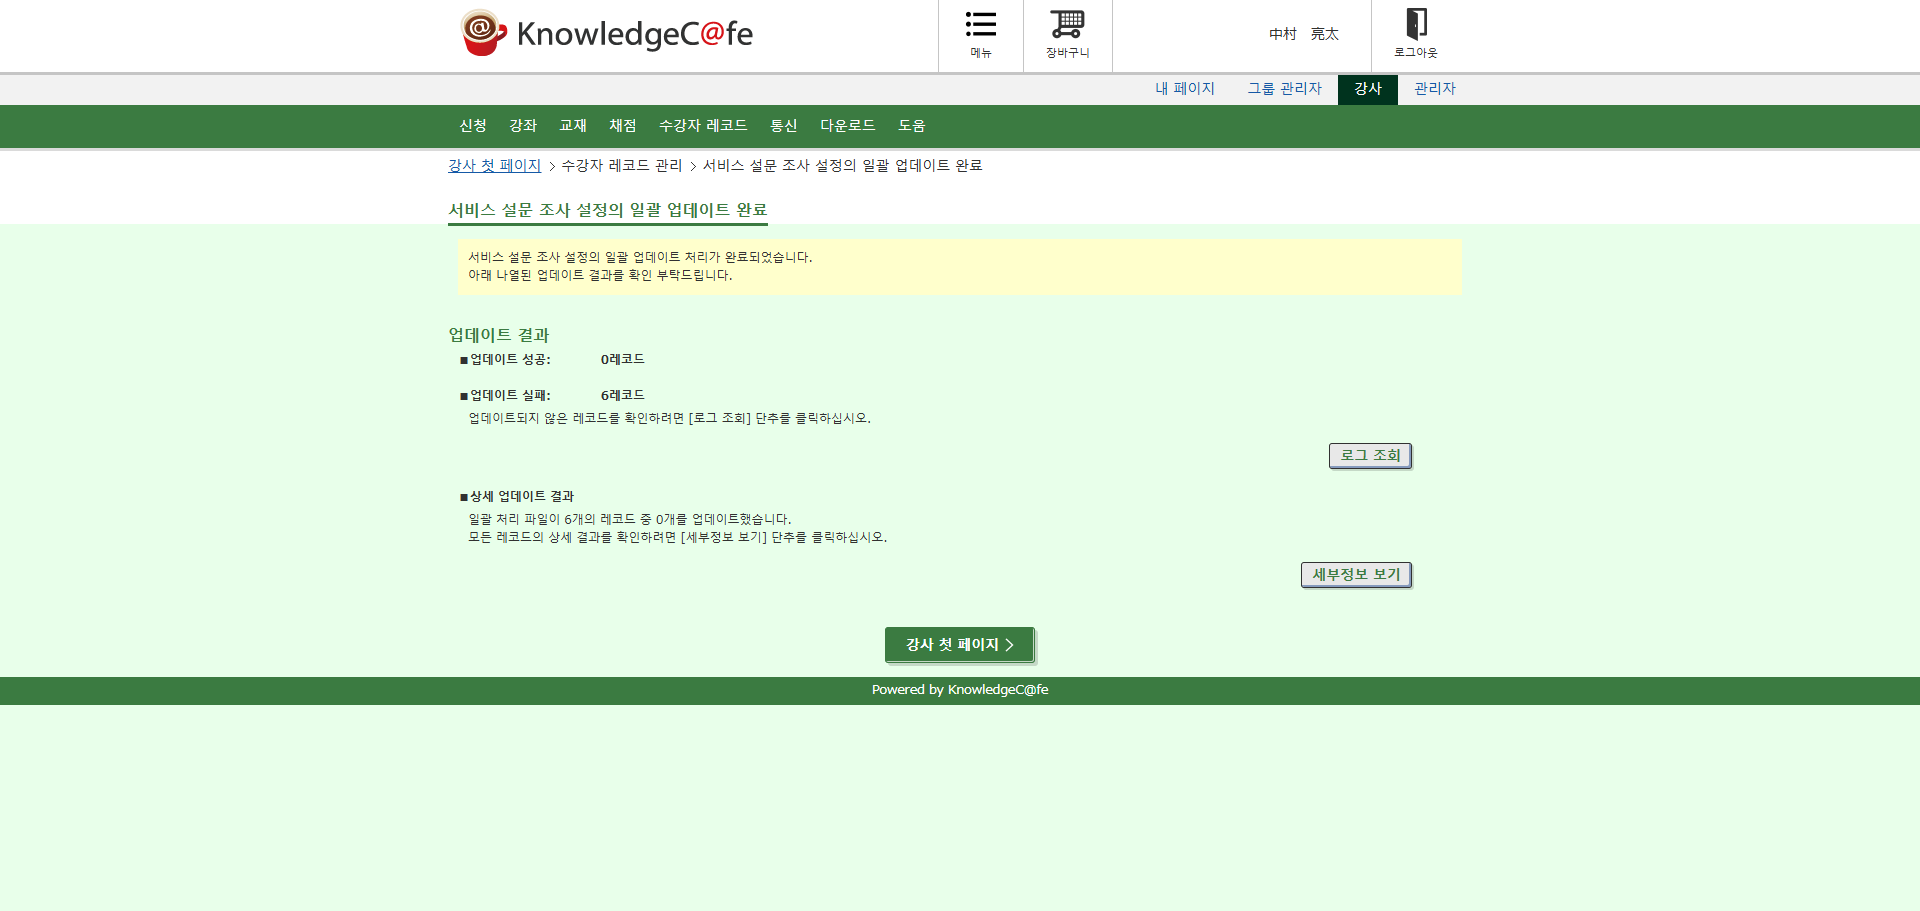 KnowledgeC@fe
메뉴
장바구니
中村　亮太
로그아웃
내 페이지
그룹 관리자
강사
관리자
신청
강좌
교재
채점
수강자 레코드
통신
다운로드
도움
강사 첫 페이지 > 수강자 레코드 관리 > 서비스 설문 조사 설정의 일괄 업데이트 완료
서비스 설문 조사 설정의 일괄 업데이트 완료
서비스 설문 조사 설정의 일괄 업데이트 처리가 완료되었습니다.
아래 나열된 업데이트 결과를 확인 부탁드립니다.
업데이트 결과
■업데이트 성공: 0레코드
■업데이트 실패: 6레코드
업데이트되지 않은 레코드를 확인하려면 [로그 조회] 단추를 클릭하십시오.
로그 조회
■상세 업데이트 결과
일괄 처리 파일이 6개의 레코드 중 0개를 업데이트했습니다.
모든 레코드의 상세 결과를 확인하려면 [세부정보 보기] 단추를 클릭하십시오.
세부정보 보기
강사 첫 페이지 >
Powered by KnowledgeC@fe